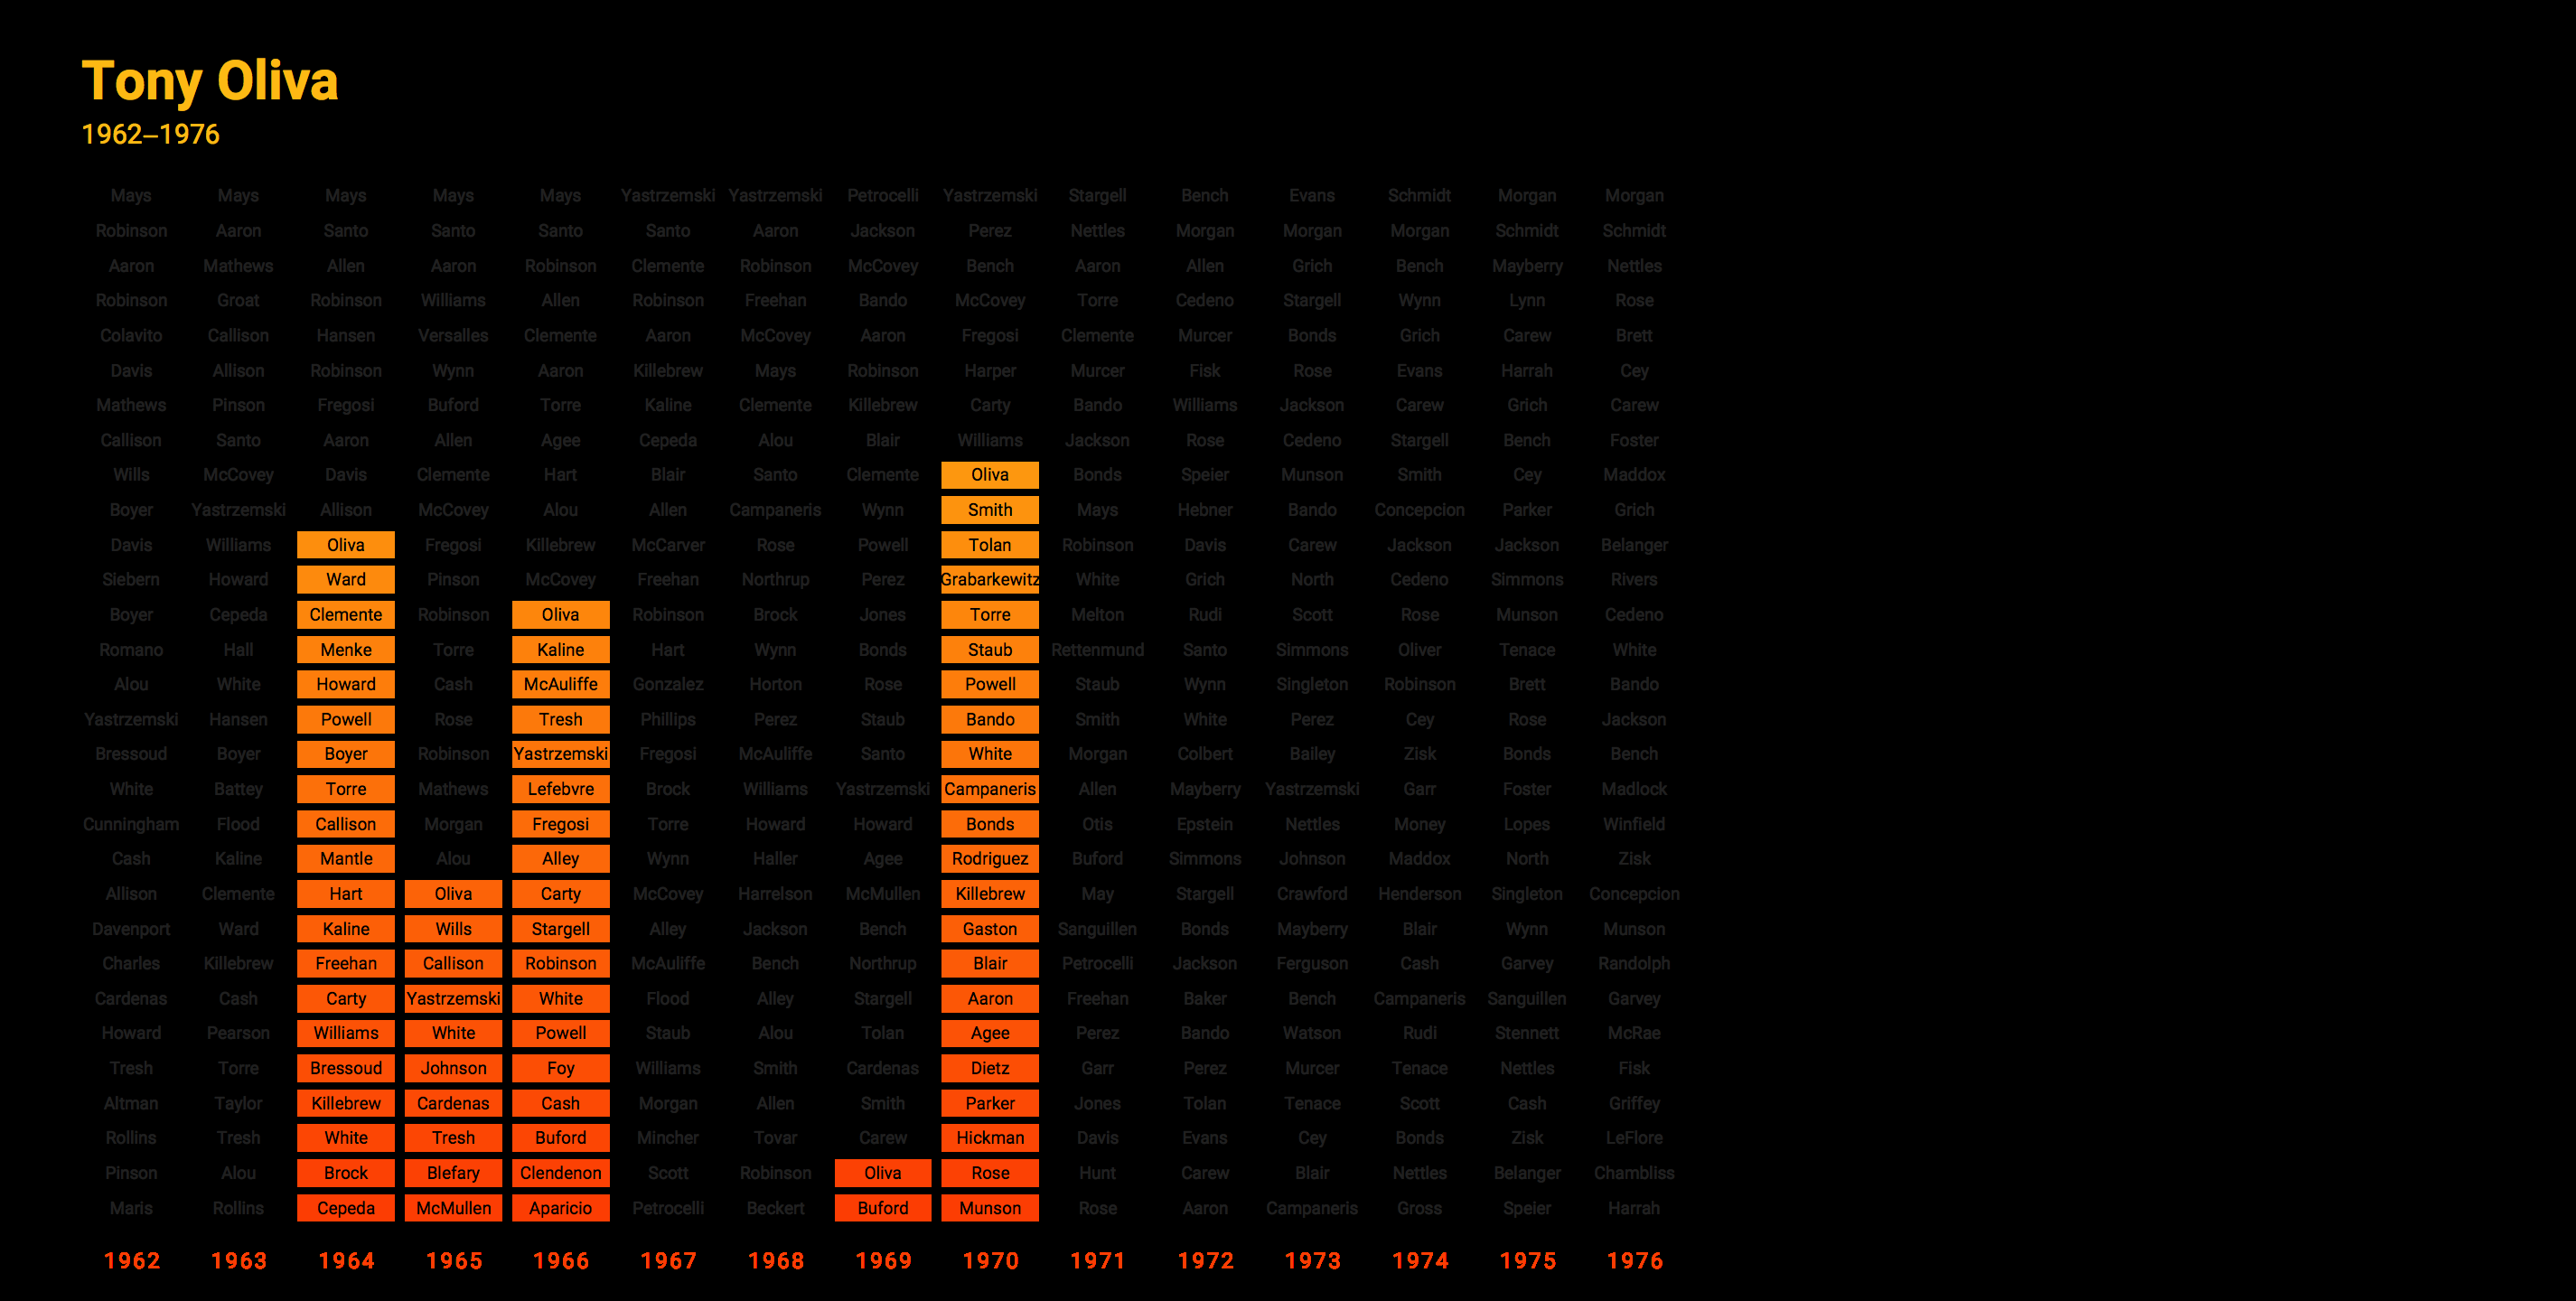 Tony Oliva
1962–1976
Mays Mays Mays Mays Mays Yastrzemski Yastrzemski Petrocelli Yastrzemski Stargell Bench Evans Schmidt Morgan Morgan
Robinson Aaron Santo Santo Santo Santo Aaron Jackson Perez Nettles Morgan Morgan Morgan Schmidt Schmidt
Aaron Mathews Allen Aaron Robinson Clemente Robinson McCovey Bench Aaron Allen Grich Bench Mayberry Nettles
Robinson Groat Robinson Williams Allen Robinson Freehan Bando McCovey Torre Cedeno Stargell Wynn Lynn Rose
Colavito Callison Hansen Versalles Clemente Aaron McCovey Aaron Fregosi Clemente Murcer Bonds Grich Carew Brett
Davis Allison Robinson Wynn Aaron Killebrew Mays Robinson Harper Murcer Fisk Rose Evans Harrah Cey
Mathews Pinson Fregosi Buford Torre Kaline Clemente Killebrew Carty Bando Williams Jackson Carew Grich Carew
Callison Santo Aaron Allen Agee Cepeda Alou Blair Williams Jackson Rose Cedeno Stargell Bench Foster
Wills McCovey Davis Clemente Hart Blair Santo Clemente Oliva Bonds Speier Munson Smith Cey Maddox
Boyer Yastrzemski Allison McCovey Alou Allen Campaneris Wynn Smith Mays Hebner Bando Concepcion Parker Grich
Davis Williams Oliva Fregosi Killebrew McCarver Rose Powell Tolan Robinson Davis Carew Jackson Jackson Belanger
Siebern Howard Ward Pinson McCovey Freehan Northrup Perez Grabarkewitz White Grich North Cedeno Simmons Rivers
Boyer Cepeda Clemente Robinson Oliva Robinson Brock Jones Torre Melton Rudi Scott Rose Munson Cedeno
Romano Hall Menke Torre Kaline Hart Wynn Bonds Staub Rettenmund Santo Simmons Oliver Tenace White
Alou White Howard Cash McAuliffe Gonzalez Horton Rose Powell Staub Wynn Singleton Robinson Brett Bando
Yastrzemski Hansen Powell Rose Tresh Phillips Perez Staub Bando Smith White Perez Cey Rose Jackson
Bressoud Boyer Boyer Robinson Yastrzemski Fregosi McAuliffe Santo White Morgan Colbert Bailey Zisk Bonds Bench
White Battey Torre Mathews Lefebvre Brock Williams Yastrzemski Campaneris Allen Mayberry Yastrzemski Garr Foster Madlock
Cunningham Flood Callison Morgan Fregosi Torre Howard Howard Bonds Otis Epstein Nettles Money Lopes Winfield
Cash Kaline Mantle Alou Alley Wynn Haller Agee Rodriguez Buford Simmons Johnson Maddox North Zisk
Allison Clemente Hart Oliva Carty McCovey Harrelson McMullen Killebrew May Stargell Crawford Henderson Singleton Concepcion
Davenport Ward Kaline Wills Stargell Alley Jackson Bench Gaston Sanguillen Bonds Mayberry Blair Wynn Munson
Charles Killebrew Freehan Callison Robinson McAuliffe Bench Northrup Blair Petrocelli Jackson Ferguson Cash Garvey Randolph
Cardenas Cash Carty Yastrzemski White Flood Alley Stargell Aaron Freehan Baker Bench Campaneris Sanguillen Garvey
Howard Pearson Williams White Powell Staub Alou Tolan Agee Perez Bando Watson Rudi Stennett McRae
Tresh Torre Bressoud Johnson Foy Williams Smith Cardenas Dietz Garr Perez Murcer Tenace Nettles Fisk
Altman Taylor Killebrew Cardenas Cash Morgan Allen Smith Parker Jones Tolan Tenace Scott Cash Griffey
Rollins Tresh White Tresh Buford Mincher Tovar Carew Hickman Davis Evans Cey Bonds Zisk LeFlore
Pinson Alou Brock Blefary Clendenon Scott Robinson Oliva Rose Hunt Carew Blair Nettles Belanger Chambliss
Maris Rollins Cepeda McMullen Aparicio Petrocelli Beckert Buford Munson Rose Aaron Campaneris Gross Speier Harrah
1962 1963 1964 1965 1966 1967 1968 1969 1970 1971 1972 1973 1974 1975 1976